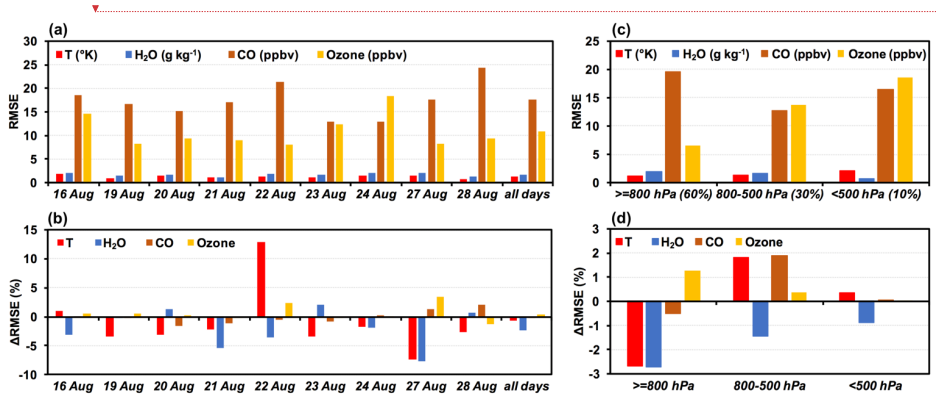 (a)
T (°K) H₂O (g kg⁻¹) CO (ppbv) Ozone (ppbv)
RMSE
30
25
20
15
10
5
0
16 Aug 19 Aug 20 Aug 21 Aug 22 Aug 23 Aug 24 Aug 27 Aug 28 Aug all days
(c)
T (°K) H₂O (g kg⁻¹) CO (ppbv) Ozone (ppbv)
RMSE
25
20
15
10
5
0
>=800 hPa (60%) 800-500 hPa (30%) <500 hPa (10%)
(b)
T H₂O CO Ozone
ΔRMSE (%)
15
10
5
0
-5
-10
16 Aug 19 Aug 20 Aug 21 Aug 22 Aug 23 Aug 24 Aug 27 Aug 28 Aug all days
(d)
T H₂O CO Ozone
ΔRMSE (%)
3
2
1
0
-1
-2
-3
>=800 hPa 800-500 hPa <500 hPa